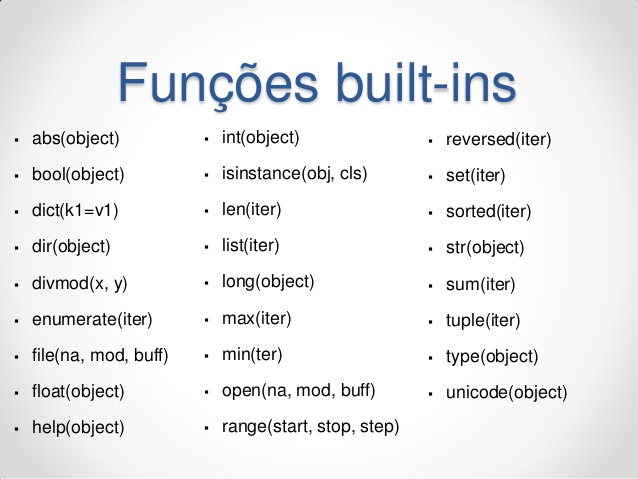 Funções built-ins
▪ abs(object)
▪ bool(object)
▪ dict(k1=v1)
▪ dir(object)
▪ divmod(x, y)
▪ enumerate(iter)
▪ file(na, mod, buff)
▪ float(object)
▪ help(object)
▪ int(object)
▪ isinstance(obj, cls)
▪ len(iter)
▪ list(iter)
▪ long(object)
▪ max(iter)
▪ min(ter)
▪ open(na, mod, buff)
▪ range(start, stop, step)
▪ reversed(iter)
▪ set(iter)
▪ sorted(iter)
▪ str(object)
▪ sum(iter)
▪ tuple(iter)
▪ type(object)
▪ unicode(object)